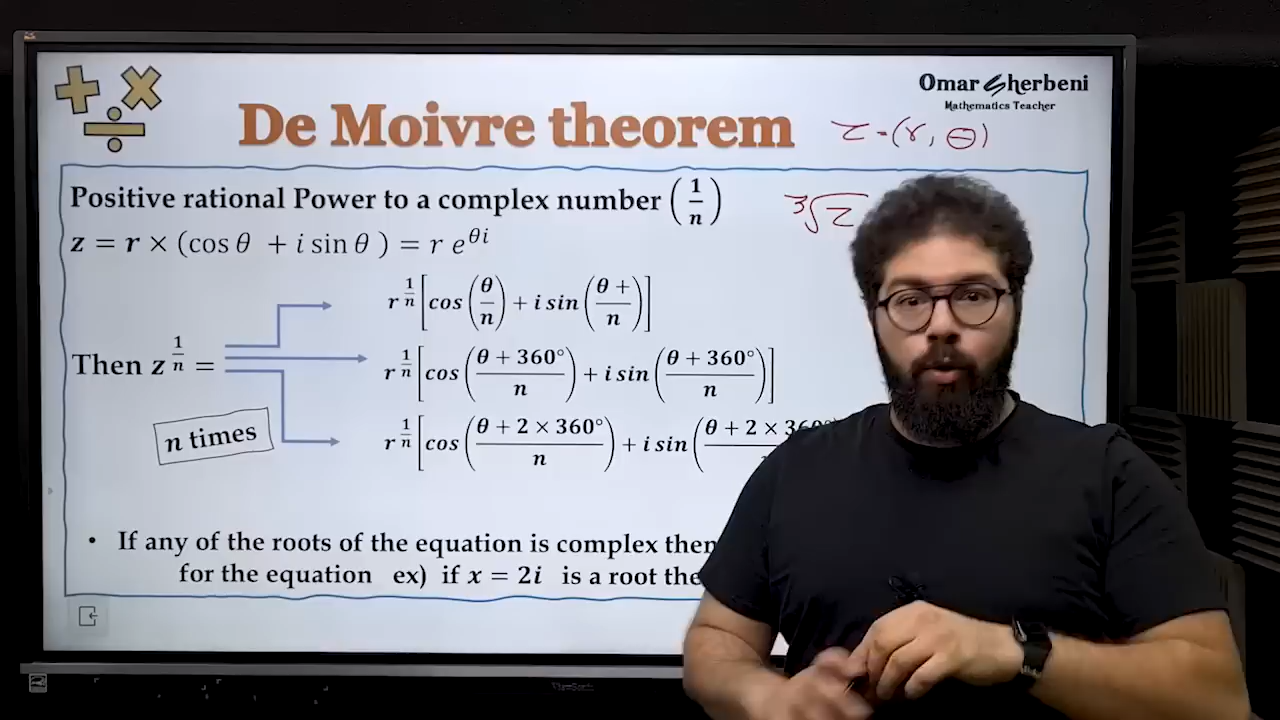 Omar Sherbeni
Mathematics Teacher
De Moivre theorem
z = (r, θ)
Positive rational Power to a complex number (1/n)
∛z
z = r × (cos θ + i sin θ) = r e^{θi}
r^{1/n} [cos (θ/n) + i sin ((θ +)/n)]
Then z^{1/n} =
r^{1/n} [cos ((θ + 360°)/n) + i sin ((θ + 360°)/n)]
n times
r^{1/n} [cos ((θ + 2 × 360°)/n) + i sin (θ + 2 × 360°
• If any of the roots of the equation is complex then
for the equation ex) if x = 2i is a root the